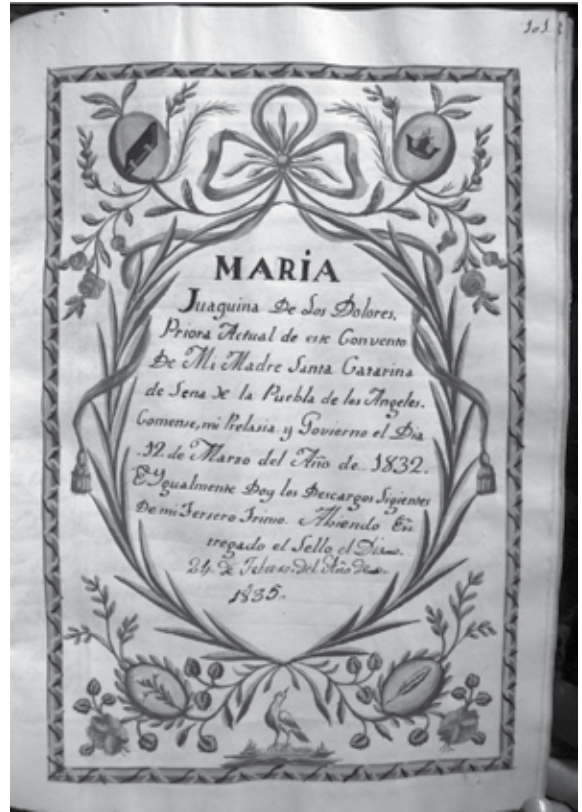 101
MARIA
Juaquina De Los Dolores,
Priora Actual de este Convento
De Mi Madre Santa Catarina
de Sena de la Puebla de los Angeles.
Comense, mi Prelasia y Govierno el Dia
12. de Marzo del Año de 1832.
Ygualmente Doy los Descargos Sigientes
De mi Tersero Trinio. Abiendo En
tregado el Sello el Dia
24. de Febrero. del Año de
1835.